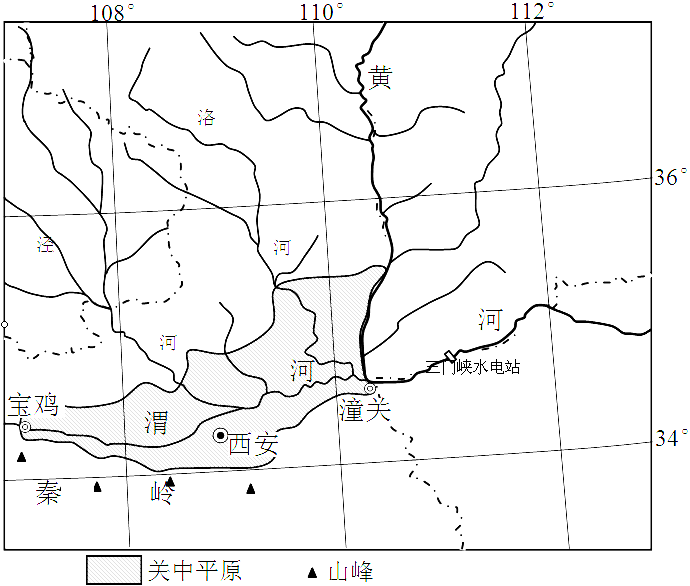 108°
110°
112°
黄
洛
36°
泾
河
河
河
三门峡水电站
河
宝鸡
渭
潼关
西安
34°
秦
岭
关中平原
山峰